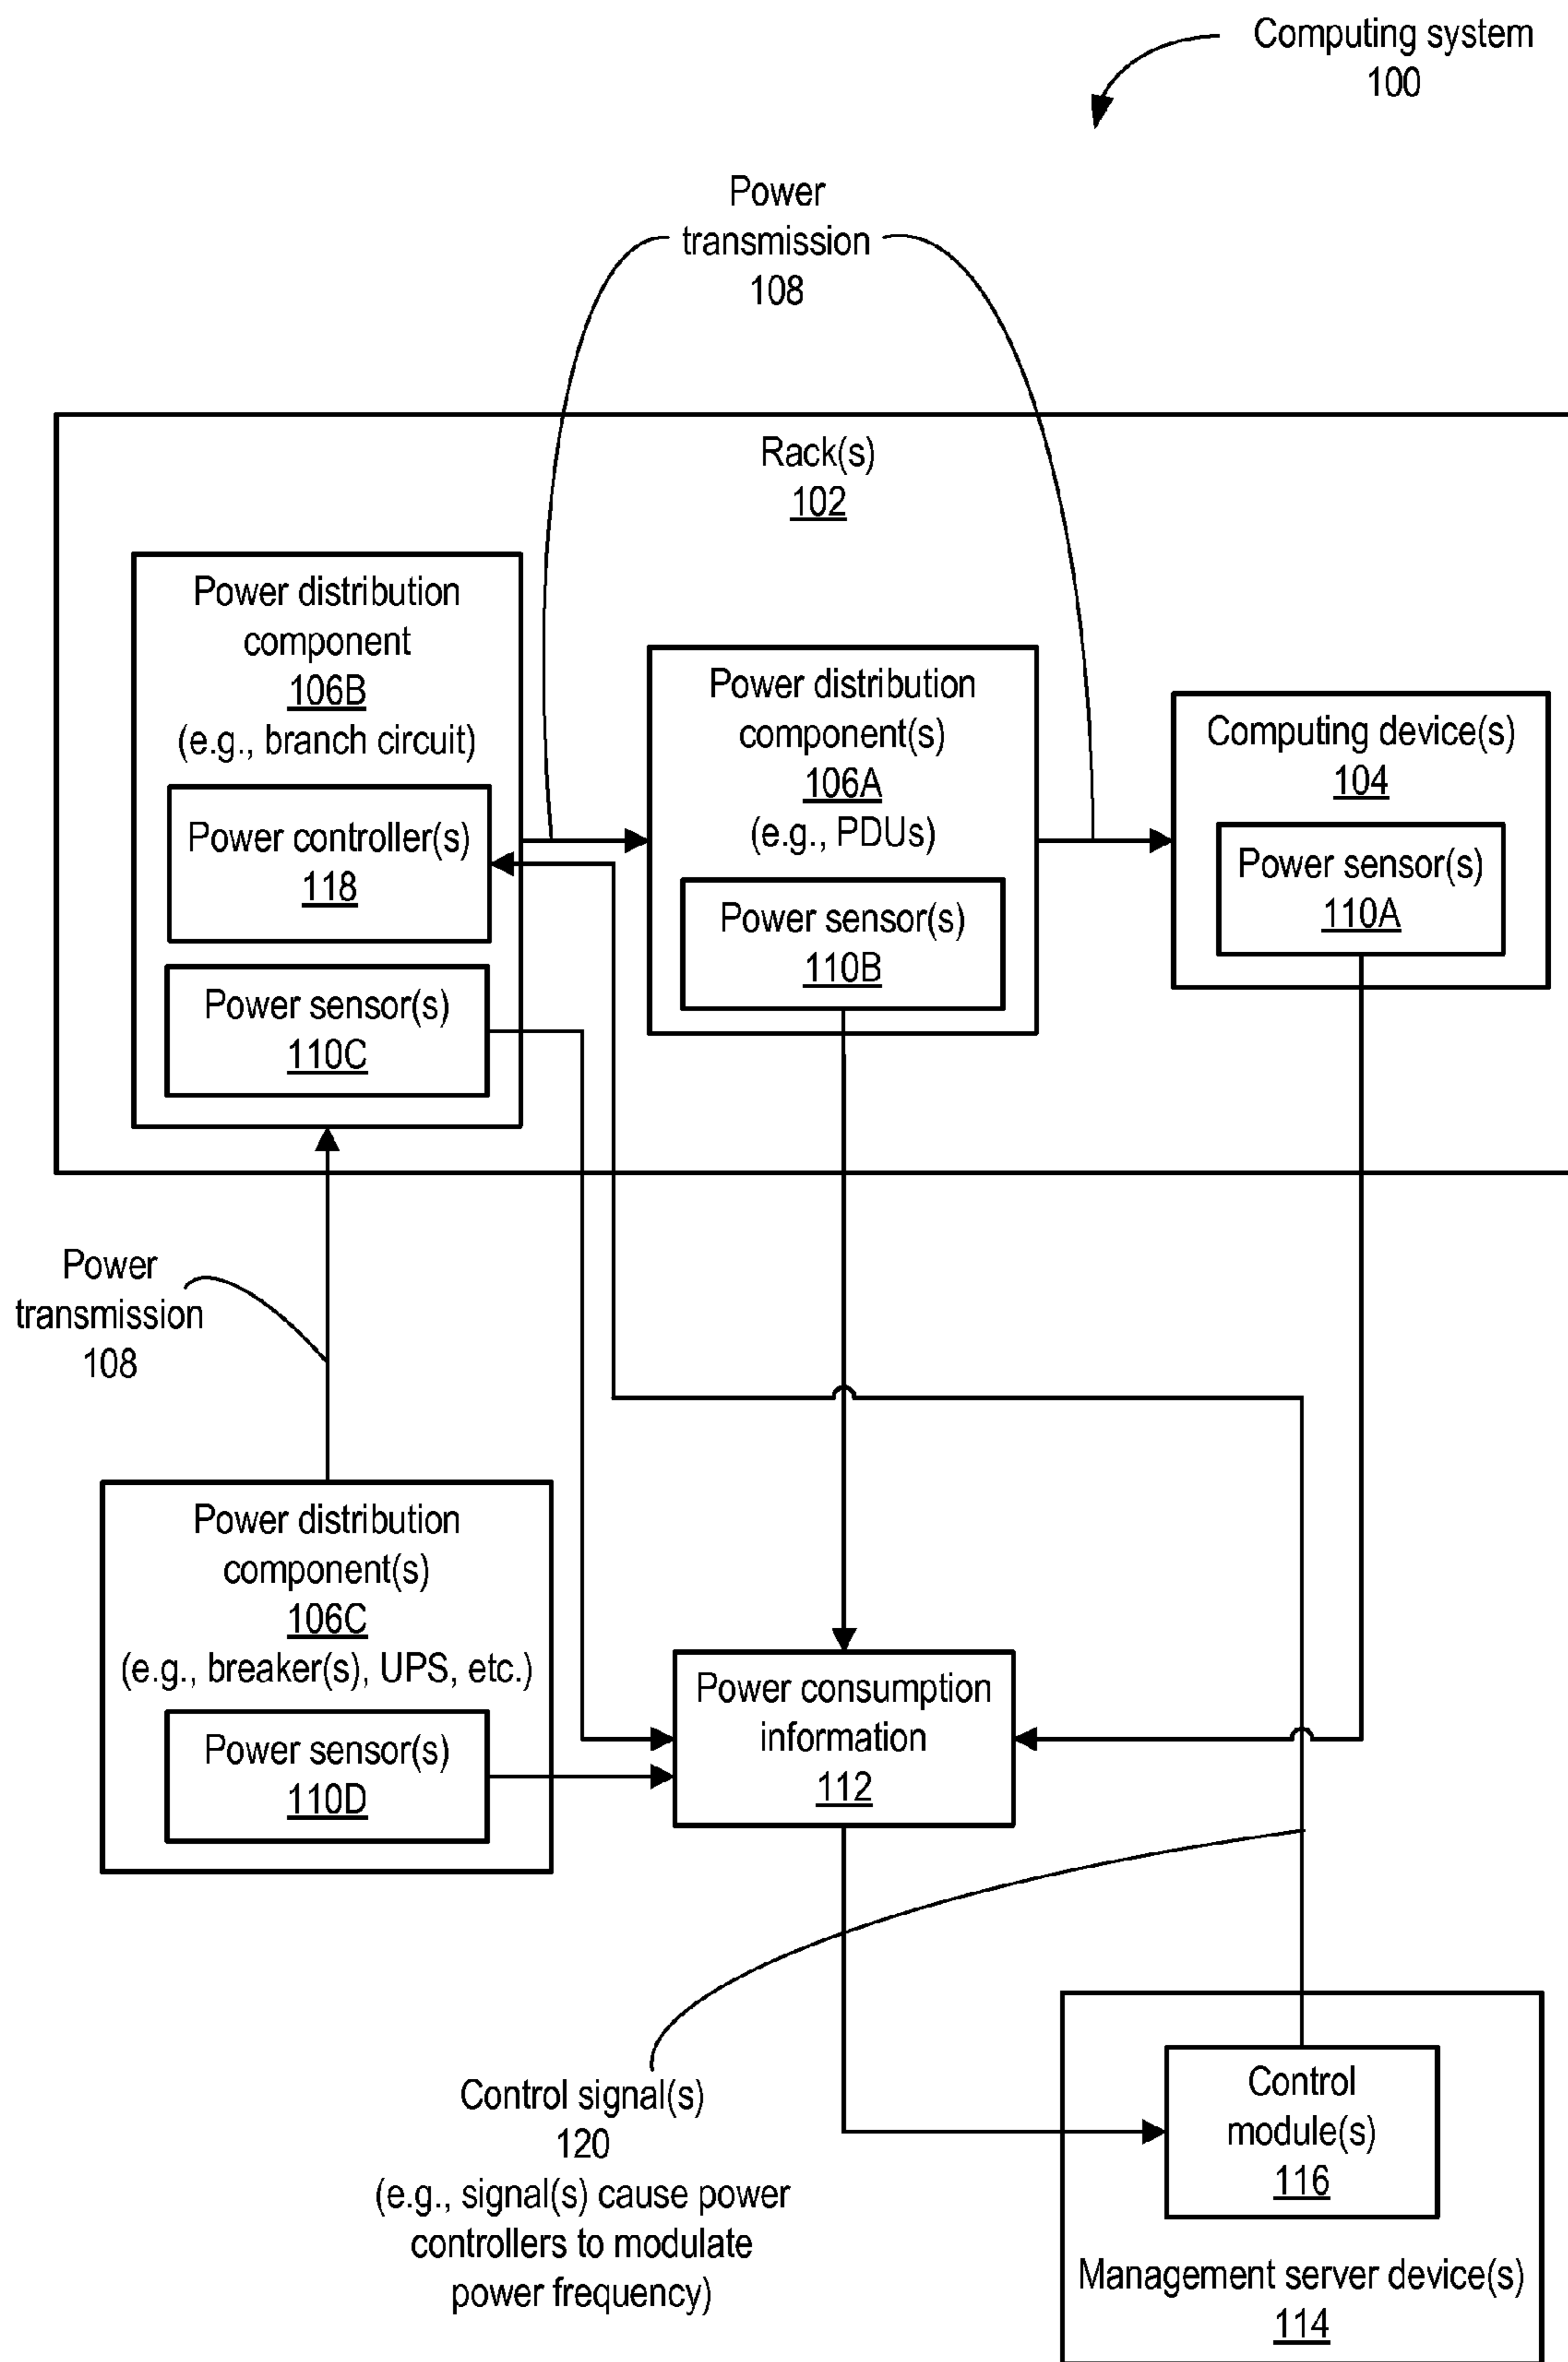 Computing system
100
Power
transmission
108
Rack(s)
102
Power distribution
component
106B
(e.g., branch circuit)
Power controller(s)
118
Power sensor(s)
110C
Power distribution
component(s)
106A
(e.g., PDUs)
Power sensor(s)
110B
Computing device(s)
104
Power sensor(s)
110A
Power
transmission
108
Power distribution
component(s)
106C
(e.g., breaker(s), UPS, etc.)
Power sensor(s)
110D
Power consumption
information
112
Control signal(s)
120
(e.g., signal(s) cause power
controllers to modulate
power frequency)
Control
module(s)
116
Management server device(s)
114